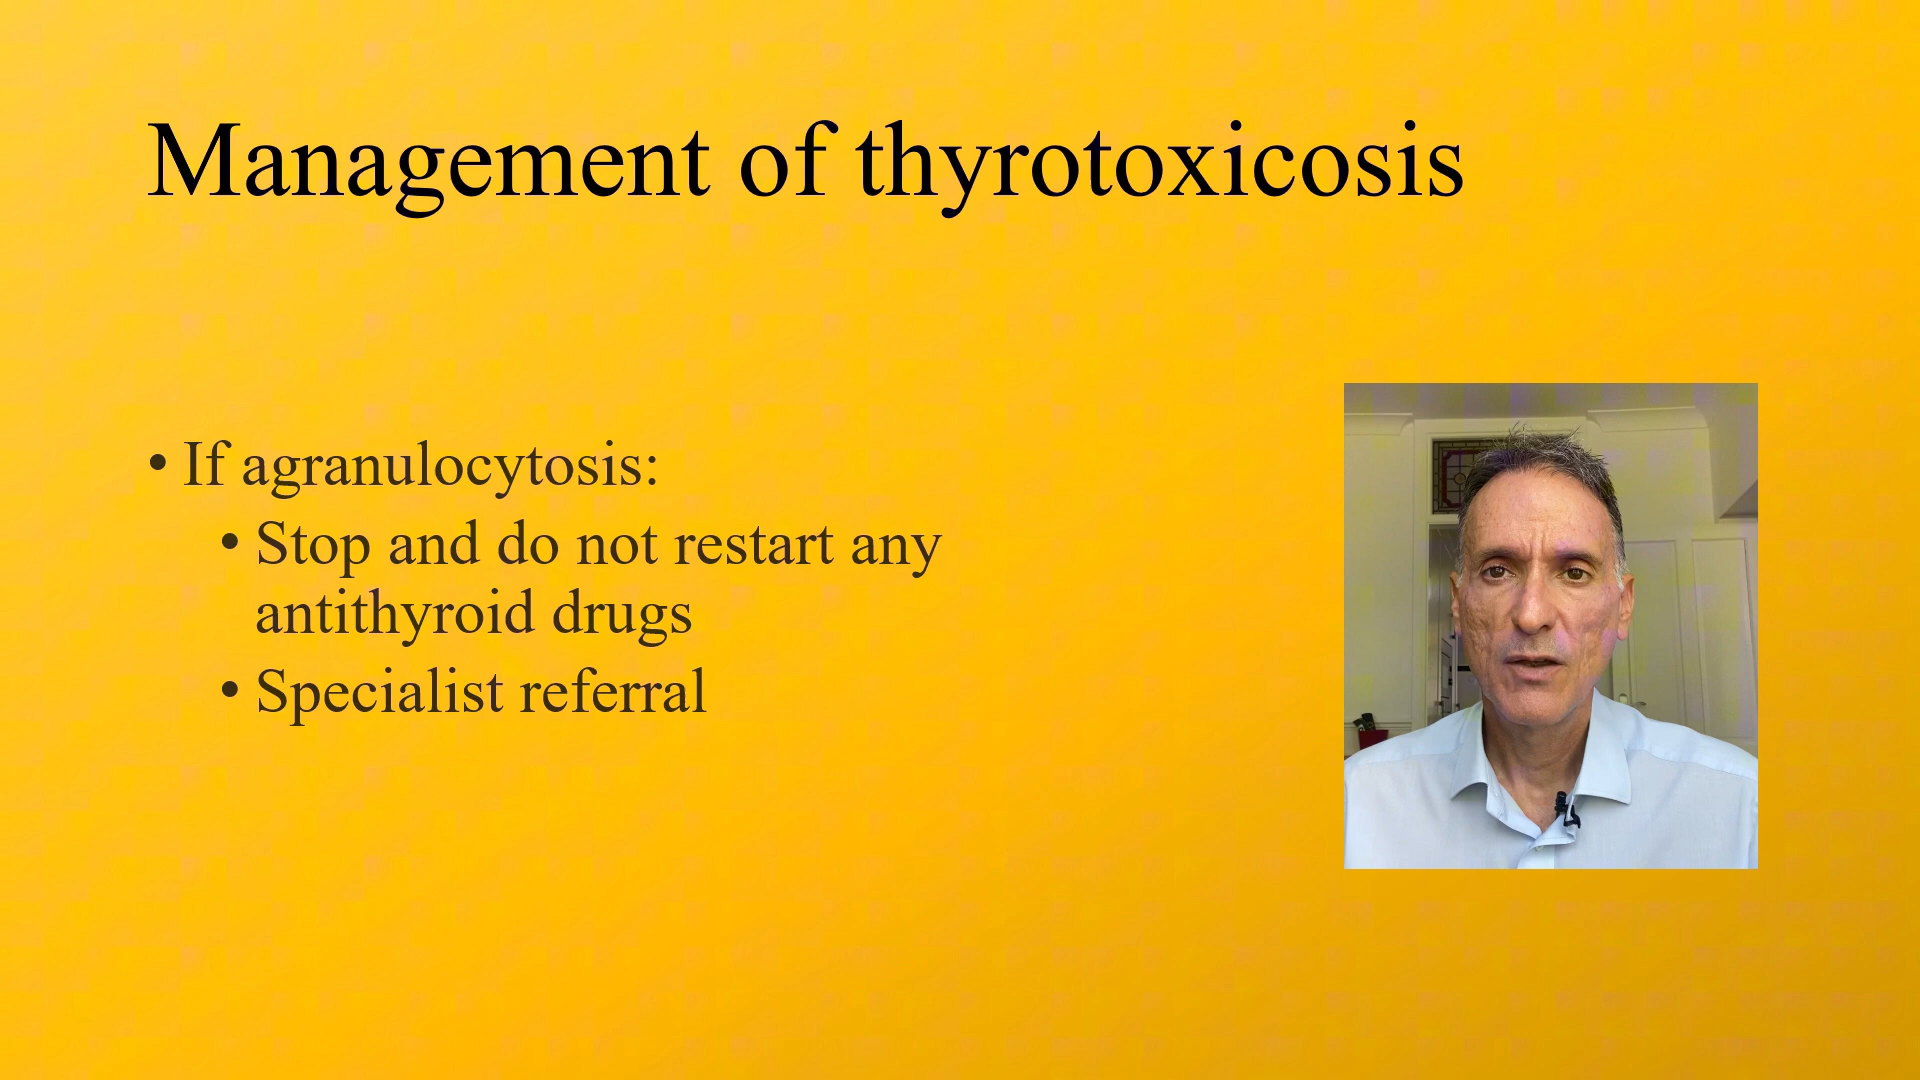 Management of thyrotoxicosis
• If agranulocytosis:
• Stop and do not restart any
antithyroid drugs
• Specialist referral